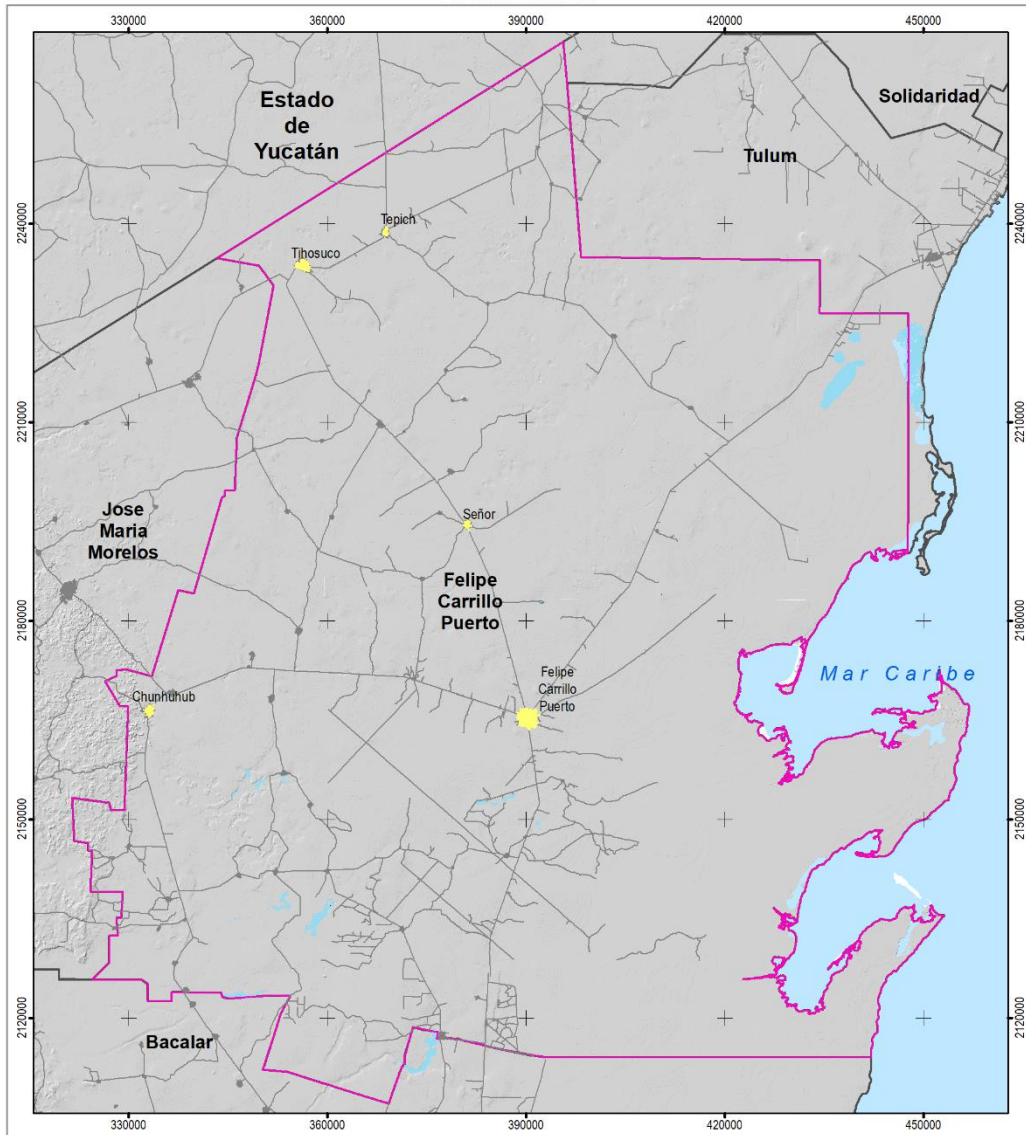 330000
360000
390000
420000
450000
Estado
de
Yucatán
Solidaridad
Tulum
2240000
2240000
Tepich
Tihosuco
2210000
2210000
Jose
Maria
Morelos
Señor
Felipe
Carrillo
Puerto
2180000
2180000
Mar Caribe
Felipe
Carrillo
Puerto
Chunhuhub
2150000
2150000
2120000
2120000
Bacalar
330000
360000
390000
420000
450000